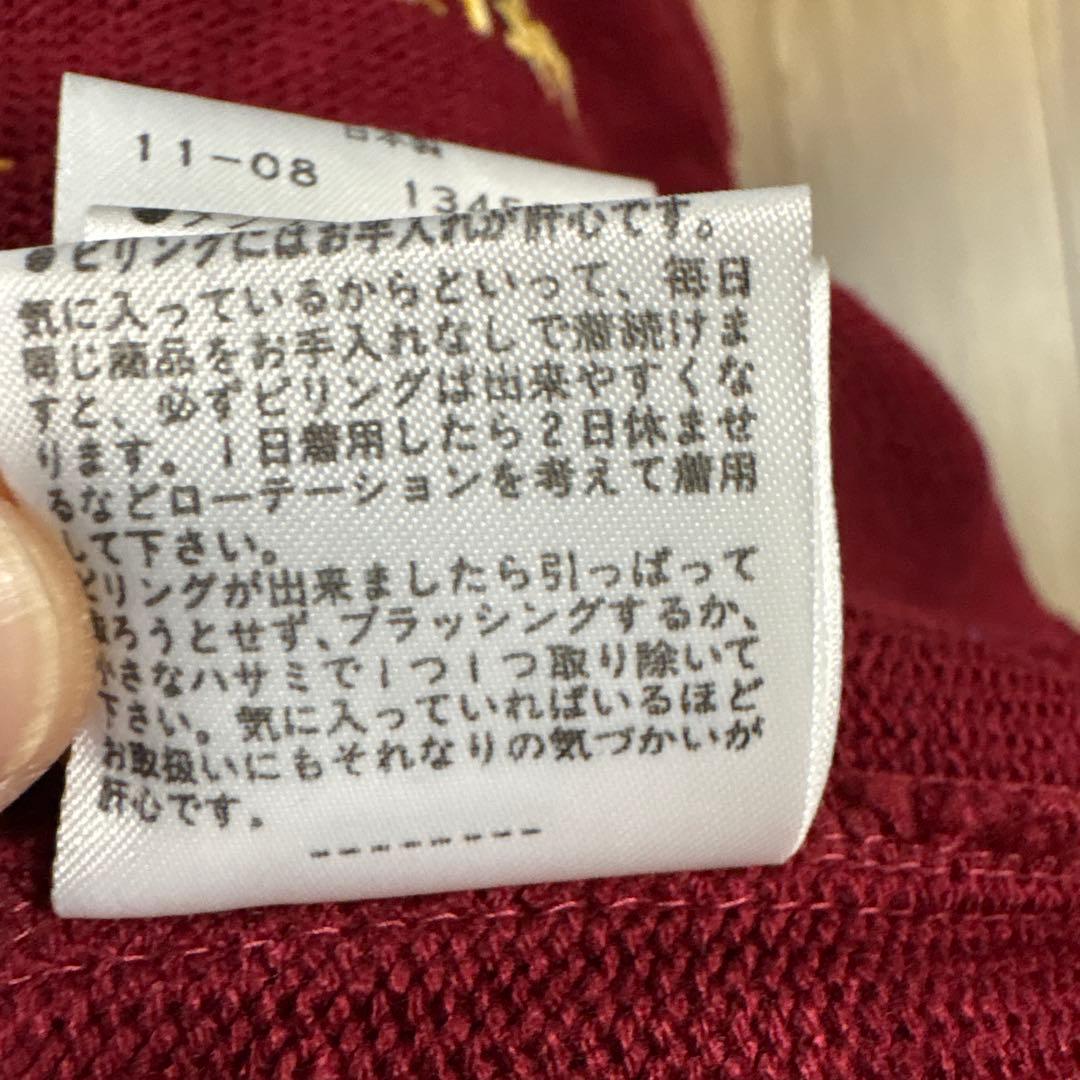 日本製
11-08
1345
●ピリングにはお手入れが肝心です。
気に入っているからといって、毎日
同じ商品をお手入れなしで着続けま
すと、必ずピリングは出来やすくな
ります。1日着用したら2日休ませ
るなどローテーションを考えて着用
して下さい。
ピリングが出来ましたら引っぱって
取ろうとせず、ブラッシングするか、
小さなハサミで1つ1つ取り除いて
下さい。気に入っていればいるほど
お取扱いにもそれなりの気づかいが
肝心です。
--------